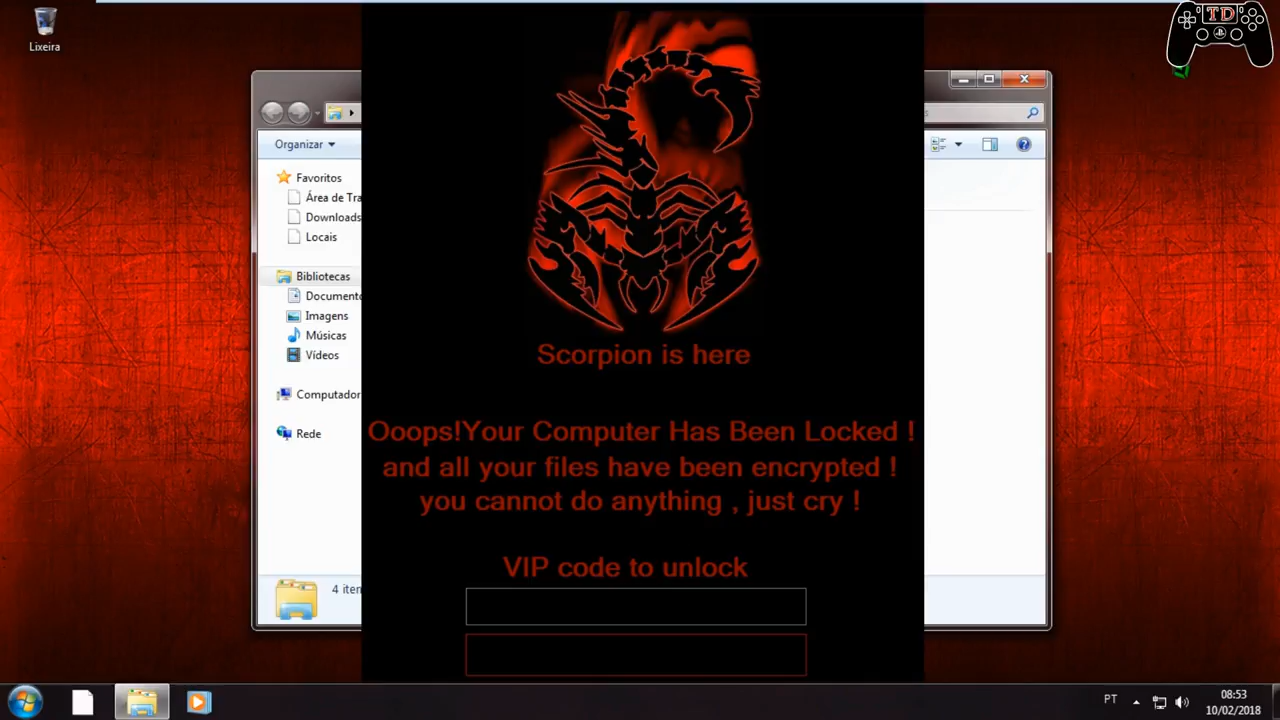 Lixeira
TD
Organizar
Favoritos
Área de Tra
Downloads
Locais
Bibliotecas
Documento
Imagens
Músicas
Vídeos
Computador
Rede
4 iten
s
Scorpion is here
Ooops!Your Computer Has Been Locked !
and all your files have been encrypted !
you cannot do anything , just cry !
VIP code to unlock
PT
08:53
10/02/2018